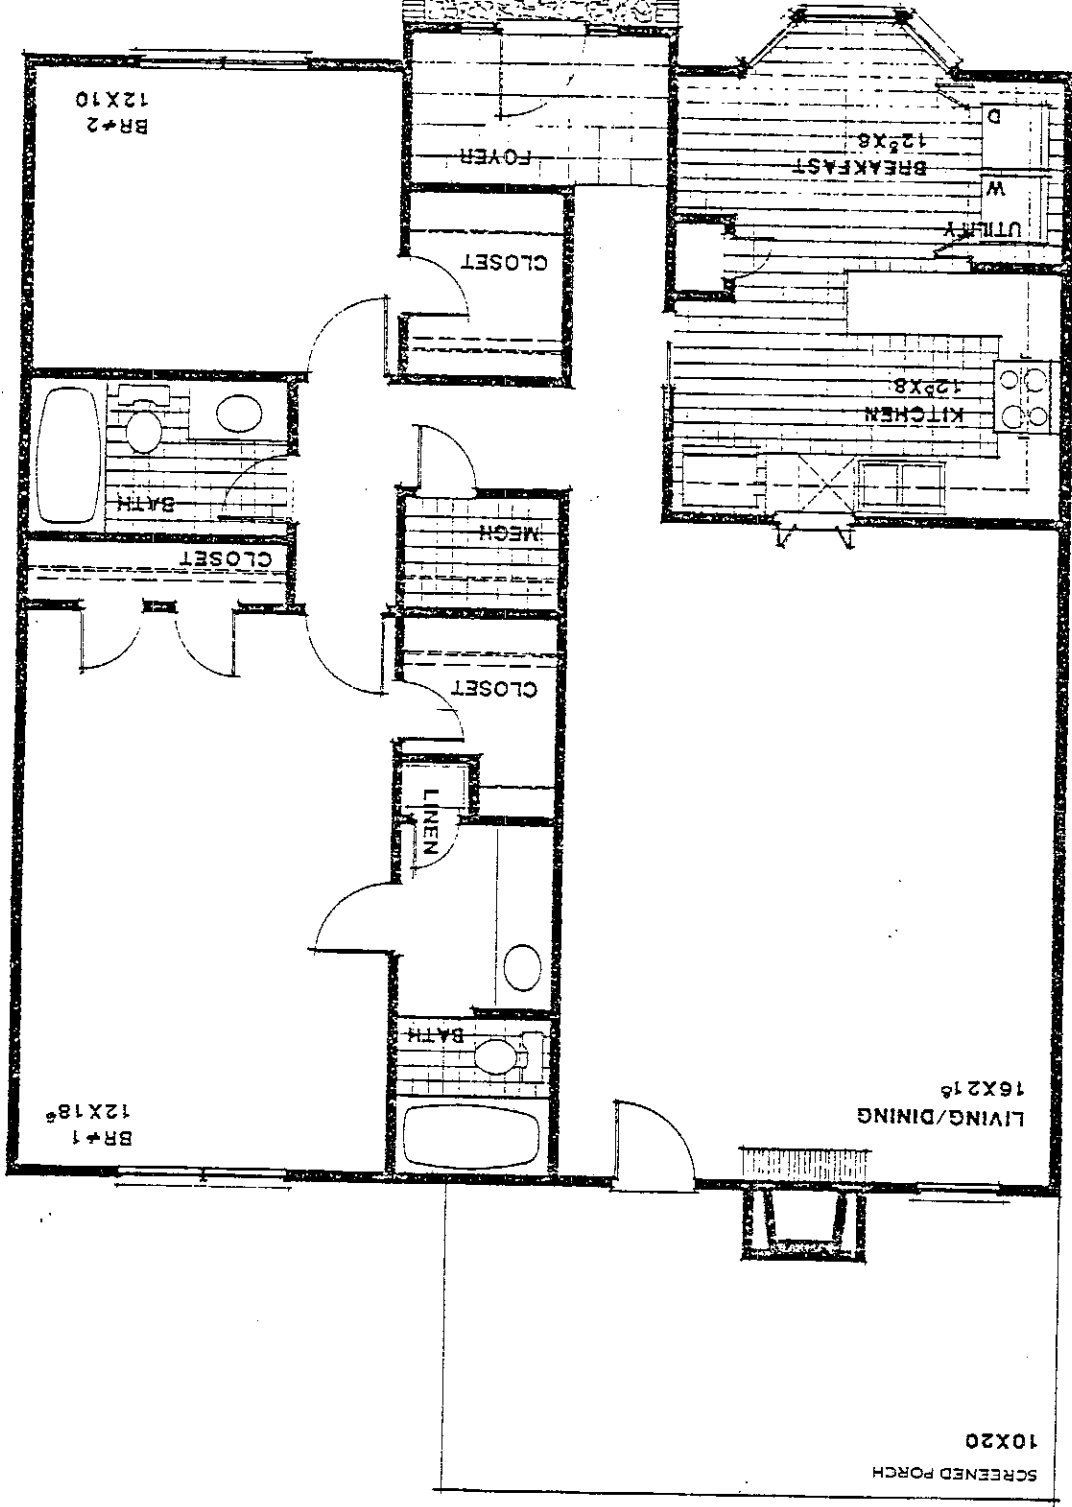 SCREENED PORCH
10X20
LIVING/DINING
16X21⁶
BR#1
12X18⁶
BATH
LINEN
CLOSET
CLOSET
MECH
BATH
KITCHEN
12⁶X8
CLOSET
UTILITY
W
D
BREAKFAST
12⁶X8
FOYER
BR#2
12X10